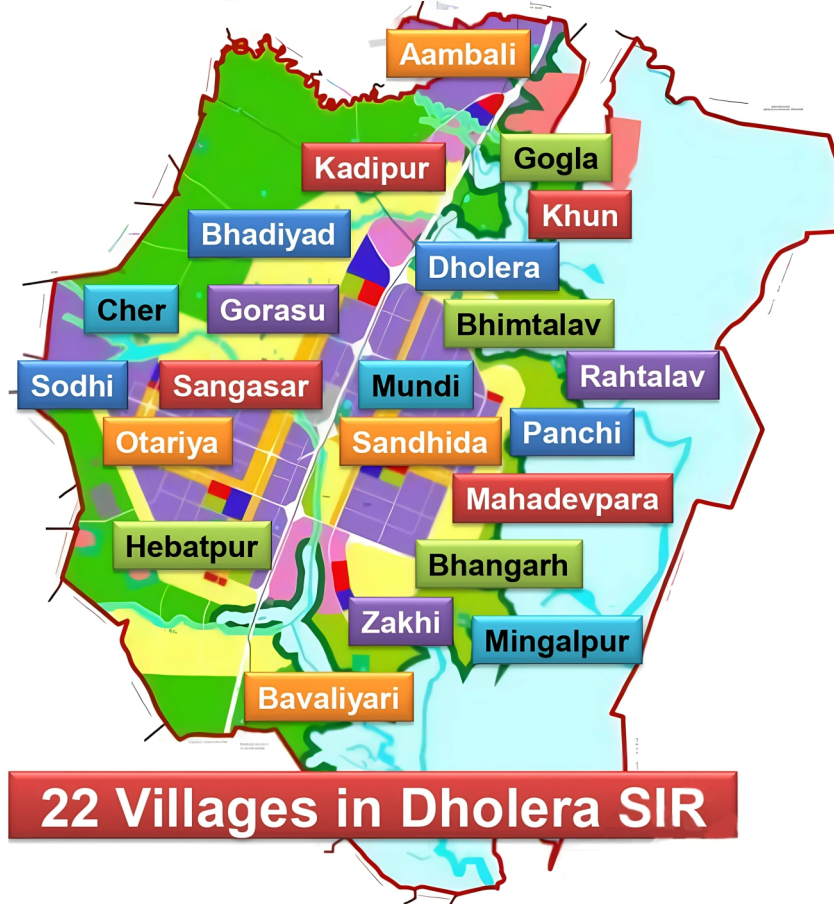 Aambali
Gogla
Kadipur
Khun
Bhadiyad
Dholera
Cher
Gorasu
Bhimtalav
Rahtalav
Sodhi
Sangasar
Mundi
Panchi
Otariya
Sandhida
Mahadevpara
Hebatpur
Bhangarh
Zakhi
Mingalpur
Bavaliyari
22 Villages in Dholera SIR